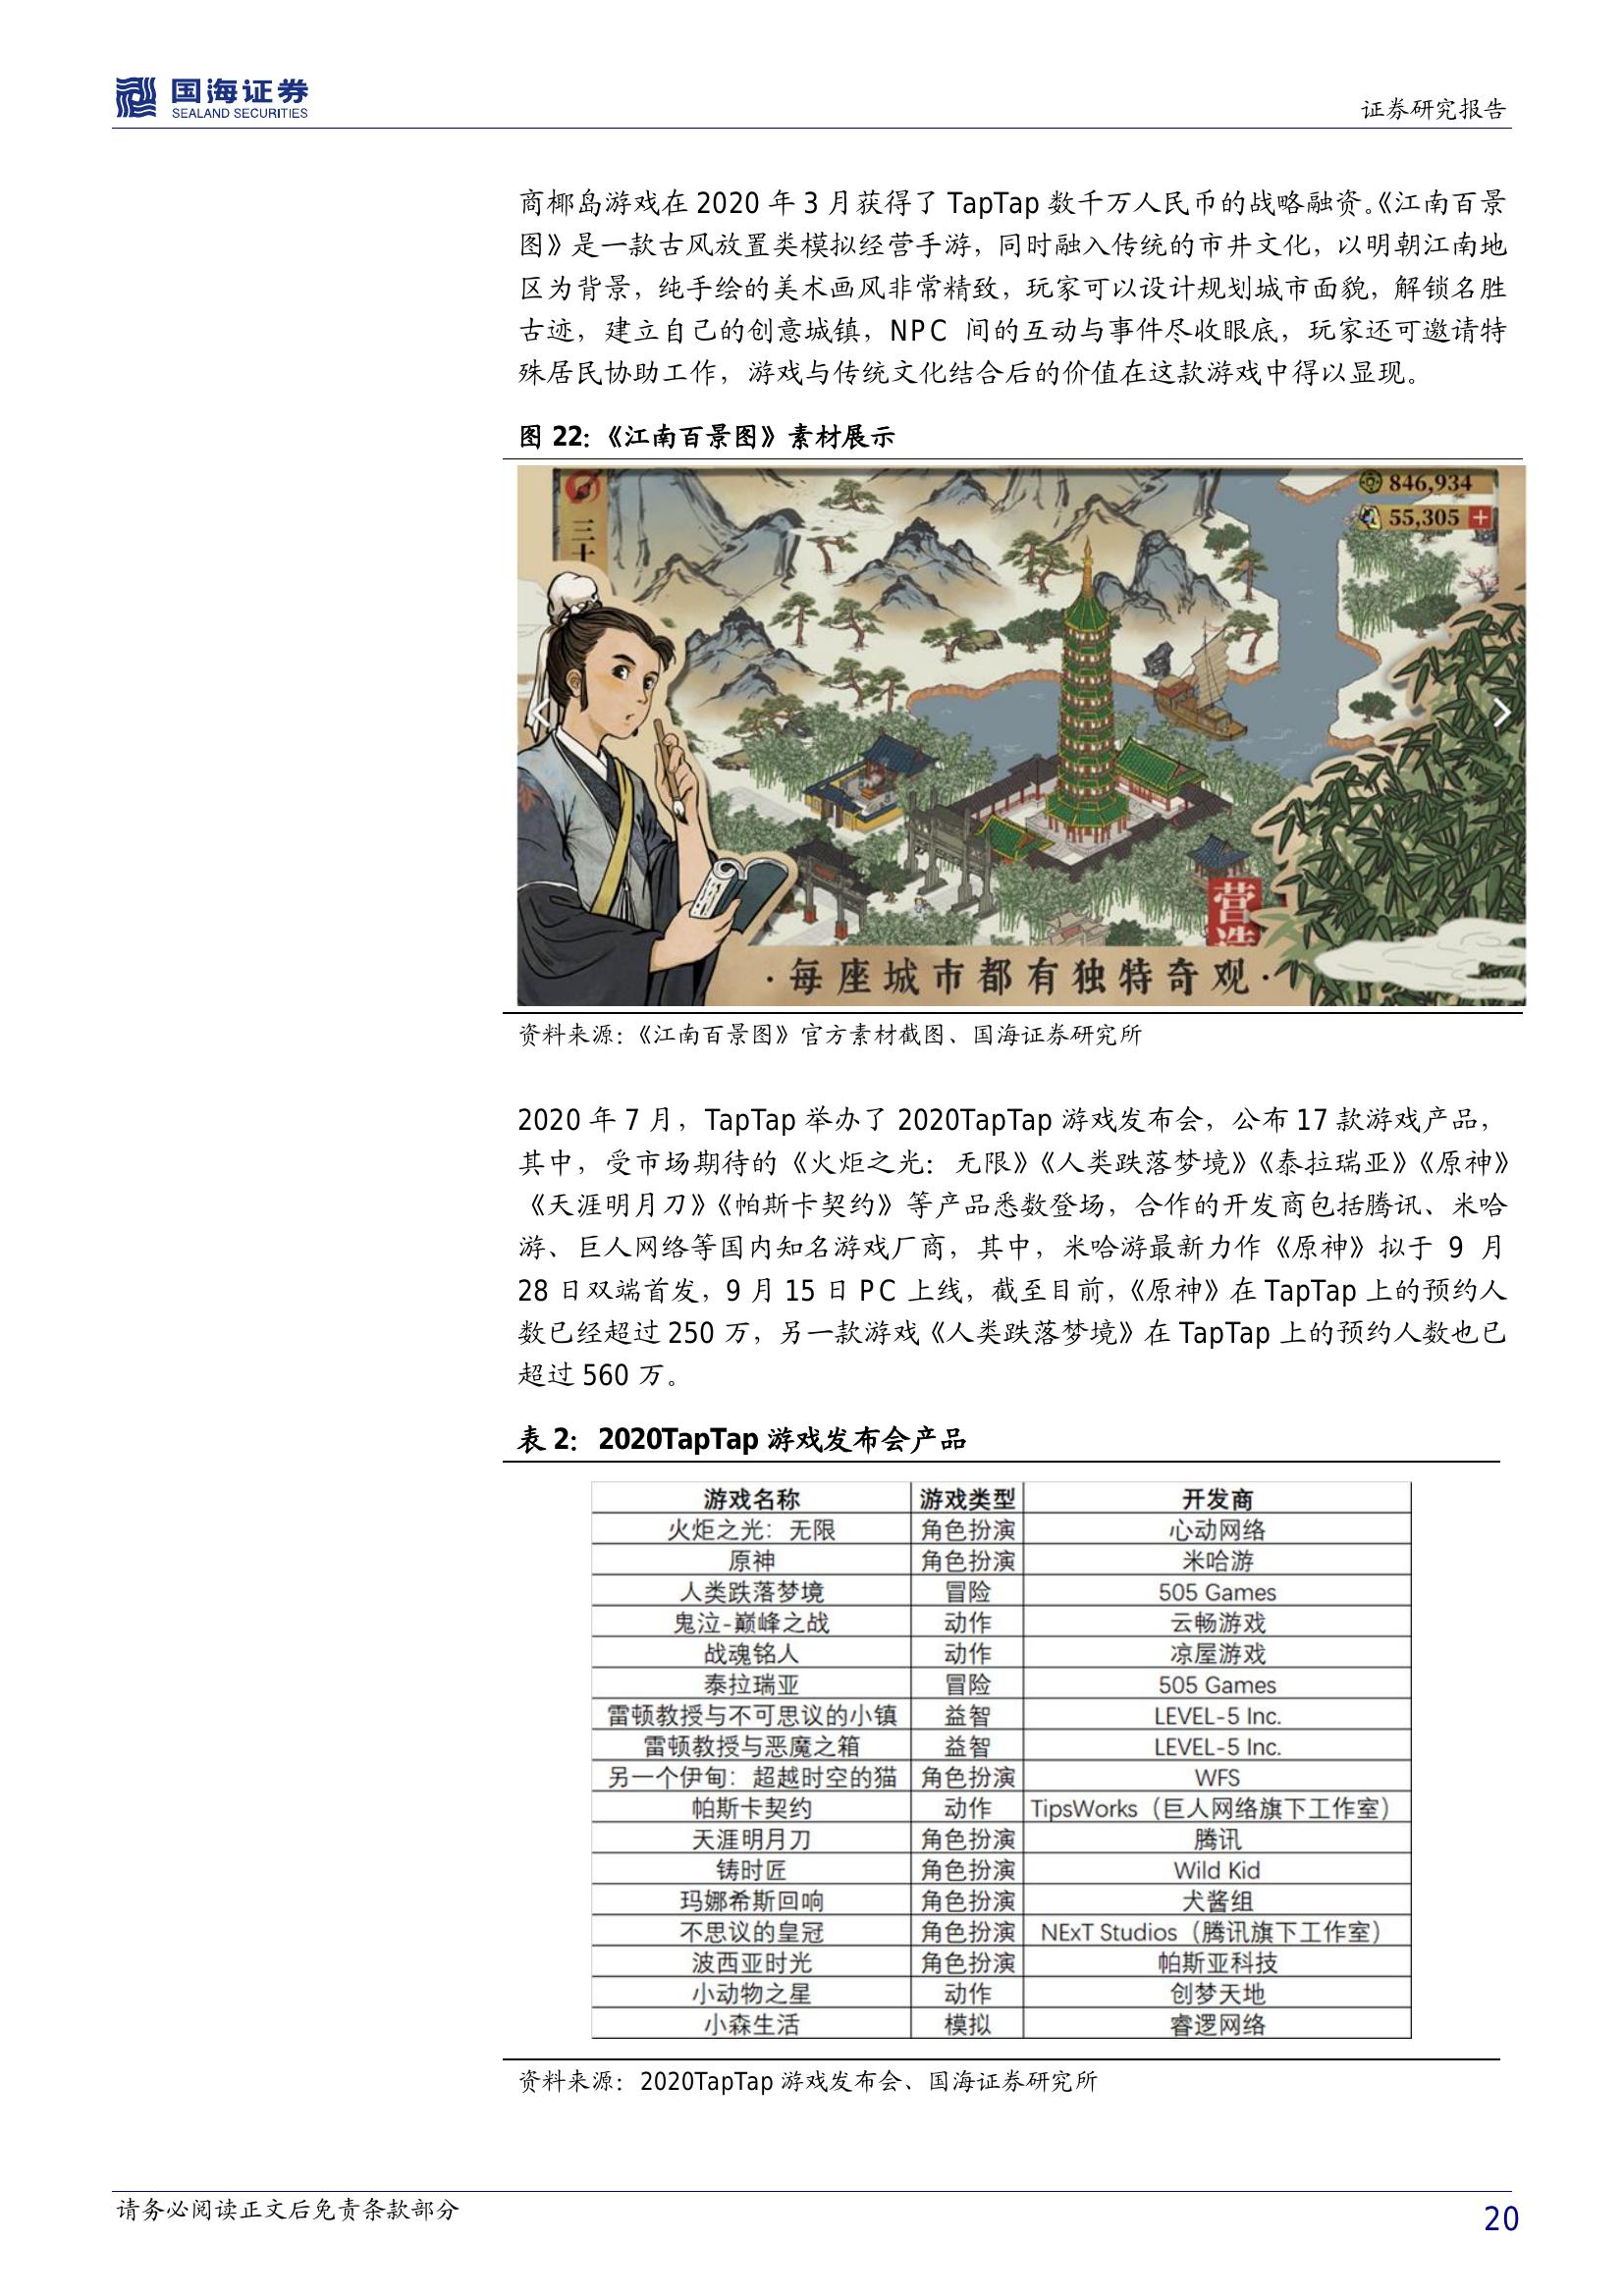 国海证券
SEALAND SECURITIES
证券研究报告
商椰岛游戏在 2020 年 3 月获得了 TapTap 数千万人民币的战略融资。《江南百景
图》是一款古风放置类模拟经营手游，同时融入传统的市井文化，以明朝江南地
区为背景，纯手绘的美术画风非常精致，玩家可以设计规划城市面貌，解锁名胜
古迹，建立自己的创意城镇，NPC 间的互动与事件尽收眼底，玩家还可邀请特
殊居民协助工作，游戏与传统文化结合后的价值在这款游戏中得以显现。
图 22：《江南百景图》素材展示
846,934
三十
55,305
营造
·每座城市都有独特奇观·
资料来源：《江南百景图》官方素材截图、国海证券研究所
2020 年 7 月，TapTap 举办了 2020TapTap 游戏发布会，公布 17 款游戏产品，
其中，受市场期待的《火炬之光：无限》《人类跌落梦境》《泰拉瑞亚》《原神》
《天涯明月刀》《帕斯卡契约》等产品悉数登场，合作的开发商包括腾讯、米哈
游、巨人网络等国内知名游戏厂商，其中，米哈游最新力作《原神》拟于 9 月
28 日双端首发，9 月 15 日 PC 上线，截至目前，《原神》在 TapTap 上的预约人
数已经超过 250 万，另一款游戏《人类跌落梦境》在 TapTap 上的预约人数也已
超过 560 万。
表 2：2020TapTap 游戏发布会产品
游戏名称 游戏类型 开发商
火炬之光：无限 角色扮演 心动网络
原神 角色扮演 米哈游
人类跌落梦境 冒险 505 Games
鬼泣-巅峰之战 动作 云畅游戏
战魂铭人 动作 凉屋游戏
泰拉瑞亚 冒险 505 Games
雷顿教授与不可思议的小镇 益智 LEVEL-5 Inc.
雷顿教授与恶魔之箱 益智 LEVEL-5 Inc.
另一个伊甸：超越时空的猫 角色扮演 WFS
帕斯卡契约 动作 TipsWorks（巨人网络旗下工作室）
天涯明月刀 角色扮演 腾讯
铸时匠 角色扮演 Wild Kid
玛娜希斯回响 角色扮演 犬酱组
不思议的皇冠 角色扮演 NExT Studios（腾讯旗下工作室）
波西亚时光 角色扮演 帕斯亚科技
小动物之星 动作 创梦天地
小森生活 模拟 睿逻网络
资料来源：2020TapTap 游戏发布会、国海证券研究所
请务必阅读正文后免责条款部分
20